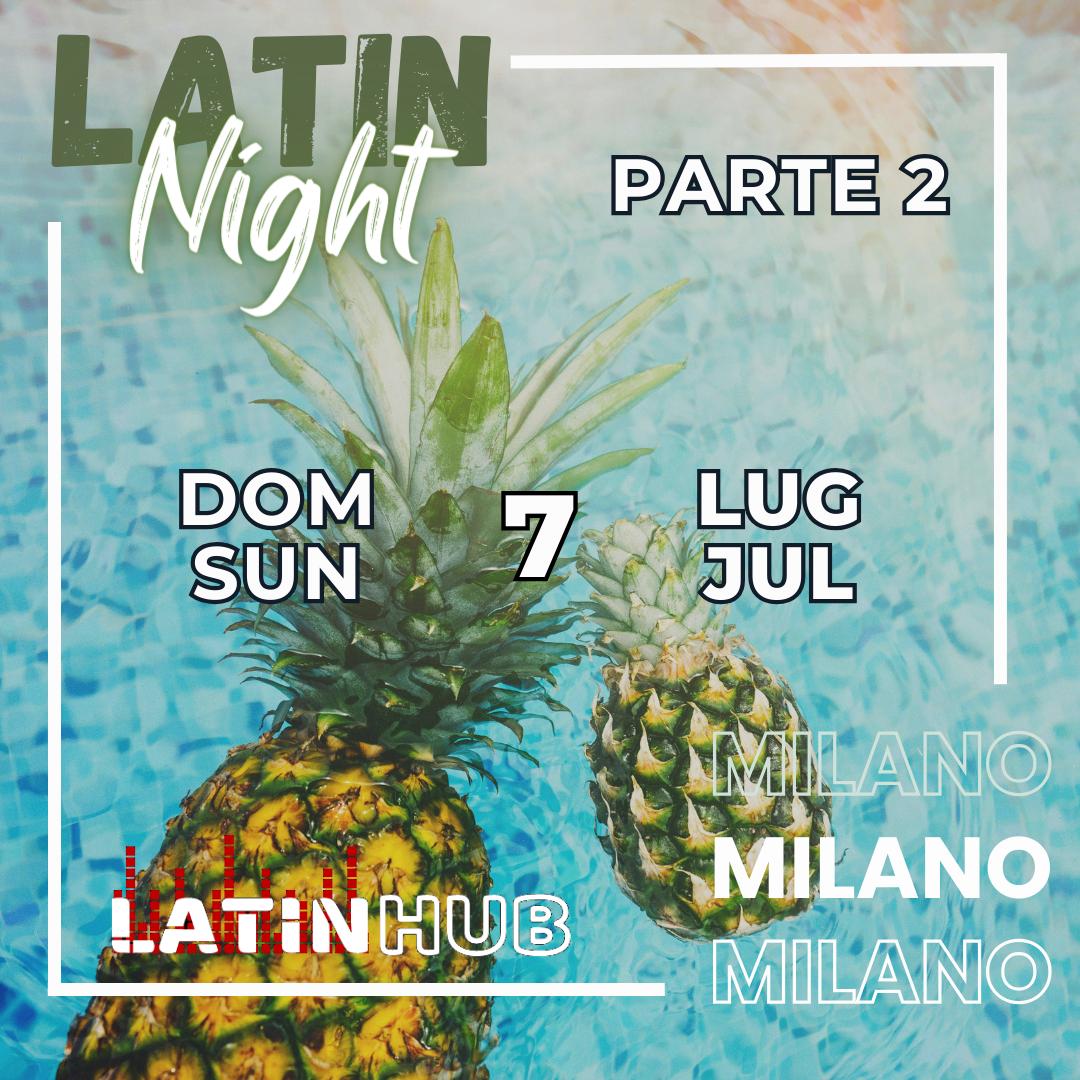 LATIN
Night
PARTE 2
DOM
SUN
7
LUG
JUL
MILANO
MILANO
MILANO
LATINHUB